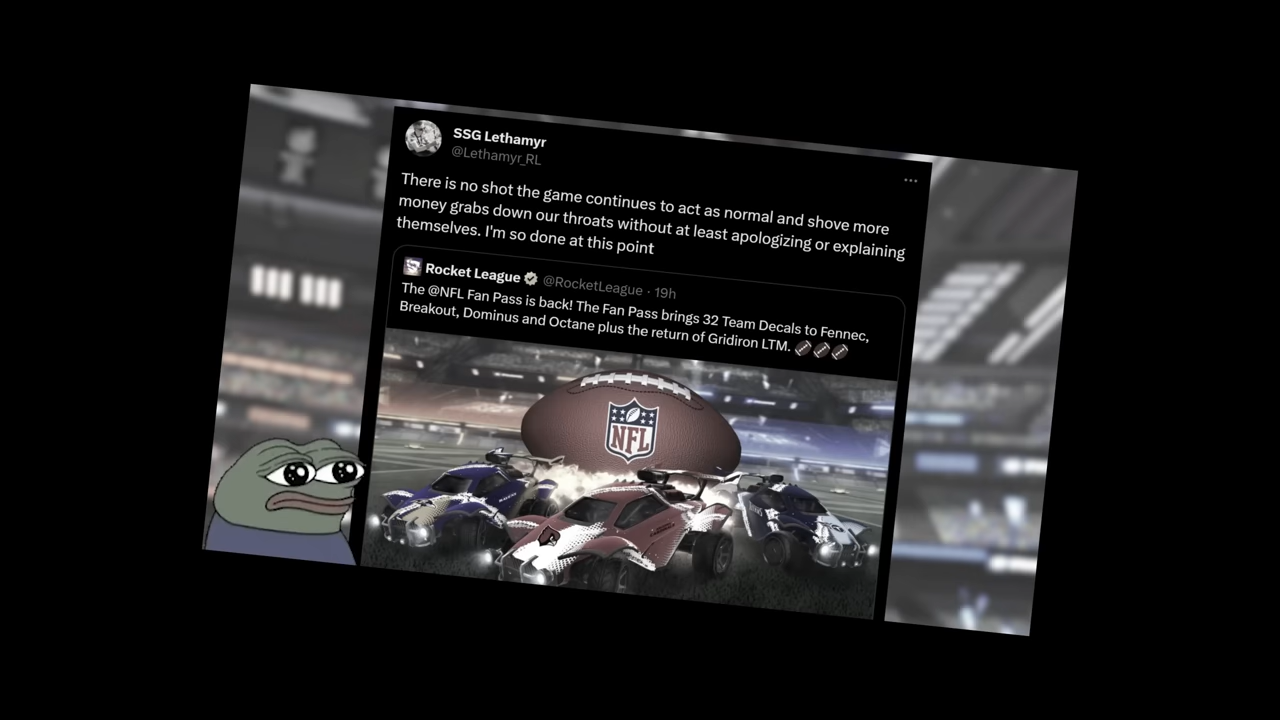 SSG Lethamyr
@Lethamyr_RL
There is no shot the game continues to act as normal and shove more
money grabs down our throats without at least apologizing or explaining
themselves. I'm so done at this point
Rocket League @RocketLeague · 19h
The @NFL Fan Pass is back! The Fan Pass brings 32 Team Decals to Fennec,
Breakout, Dominus and Octane plus the return of Gridiron LTM. 🏈🏈🏈
NFL